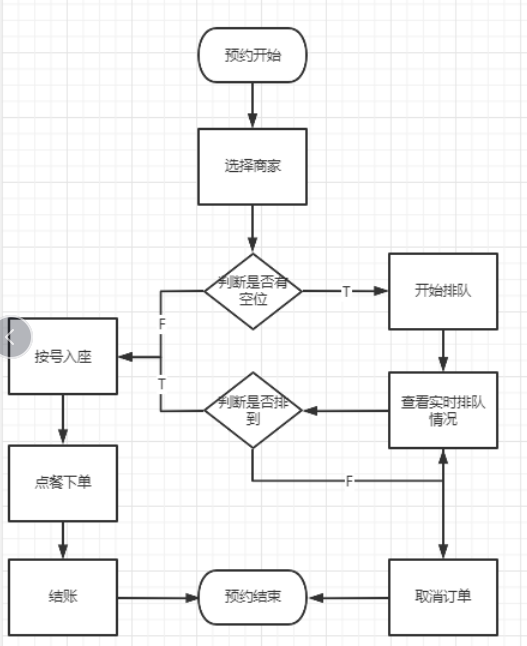 预约开始
选择商家
判断是否有
空位
T
开始排队
F
按号入座
T
判断是否排
到
查看实时排队
情况
点餐下单
F
结账
预约结束
取消订单